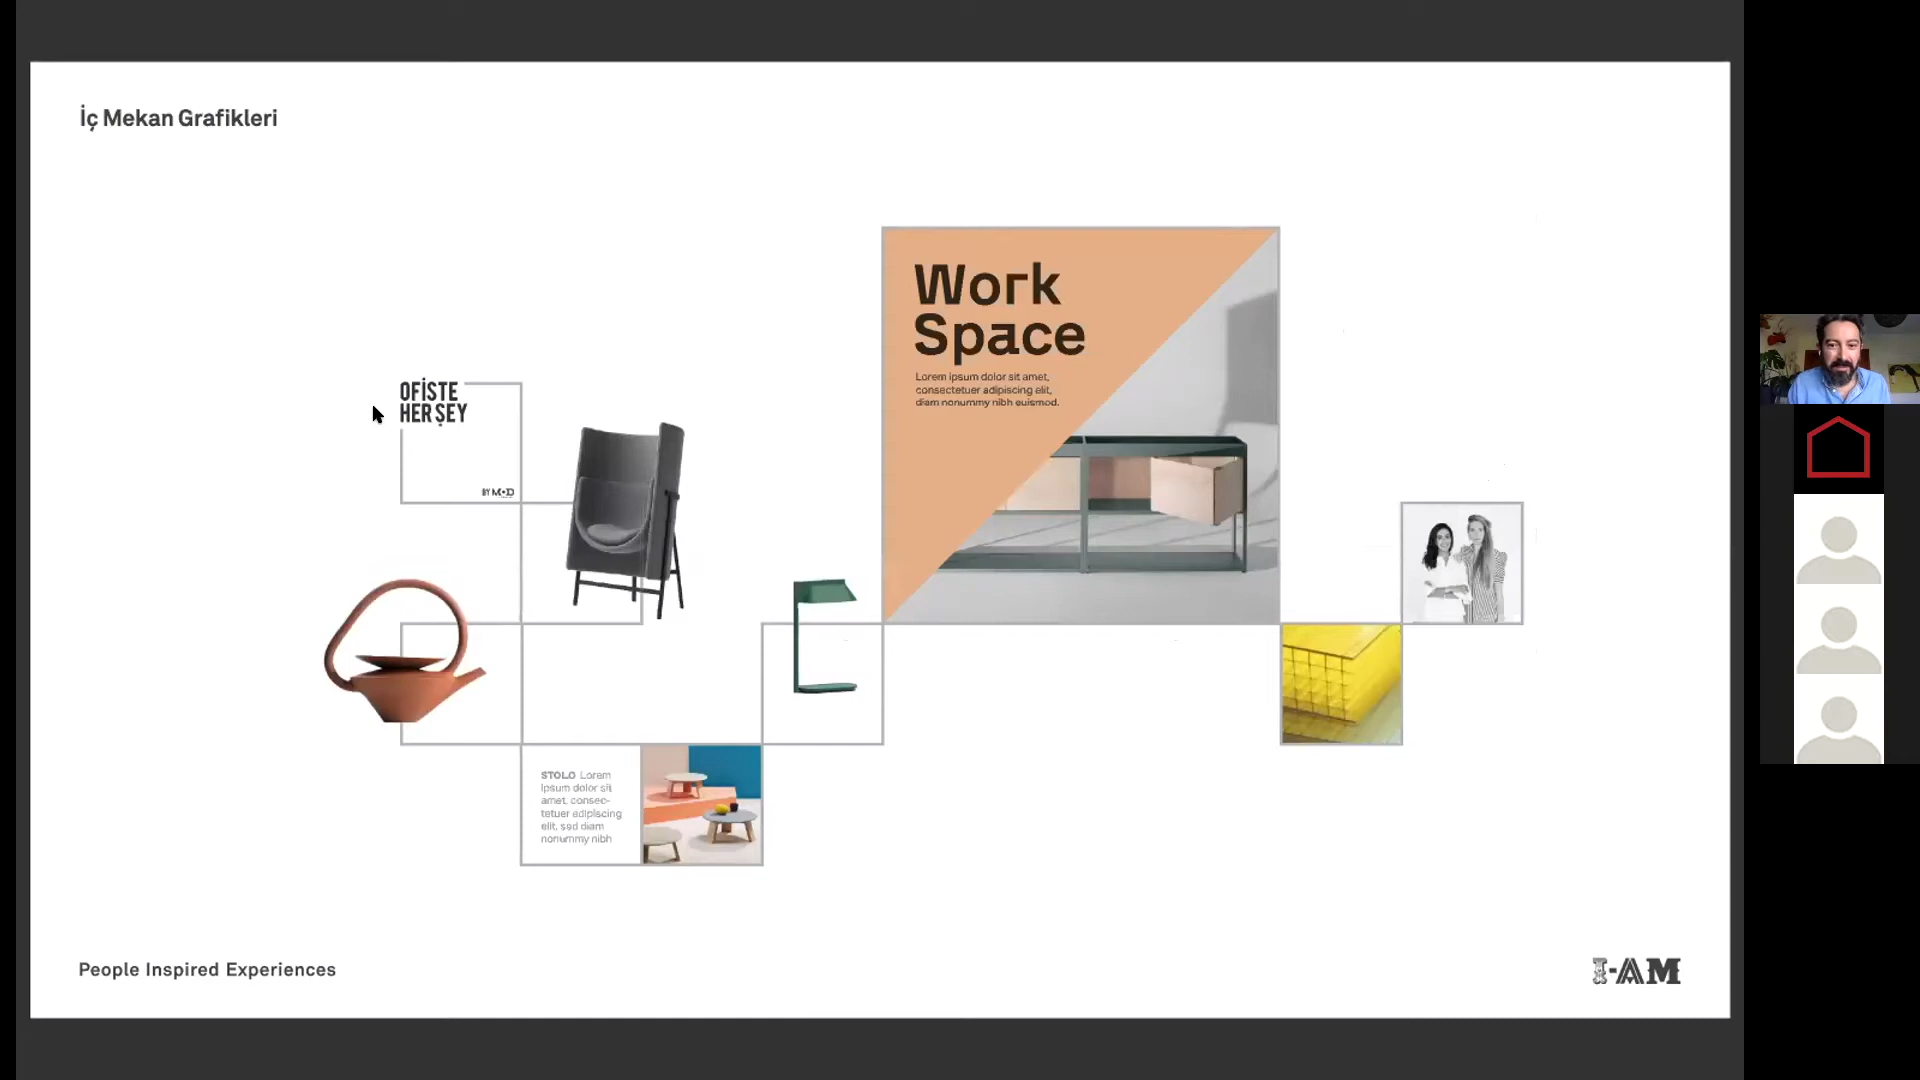 İç Mekan Grafikleri
Work
Space
Lorem ipsum dolor sit amet,
consectetuer adipiscing elit,
diam nonummy nibh euismod.
OFİSTE
HER ŞEY
BY MOD
STOLO Lorem
ipsum dolor sit
amet, consec-
tetuer adipiscing
elit, sed diam
nonummy nibh
People Inspired Experiences
I-AM